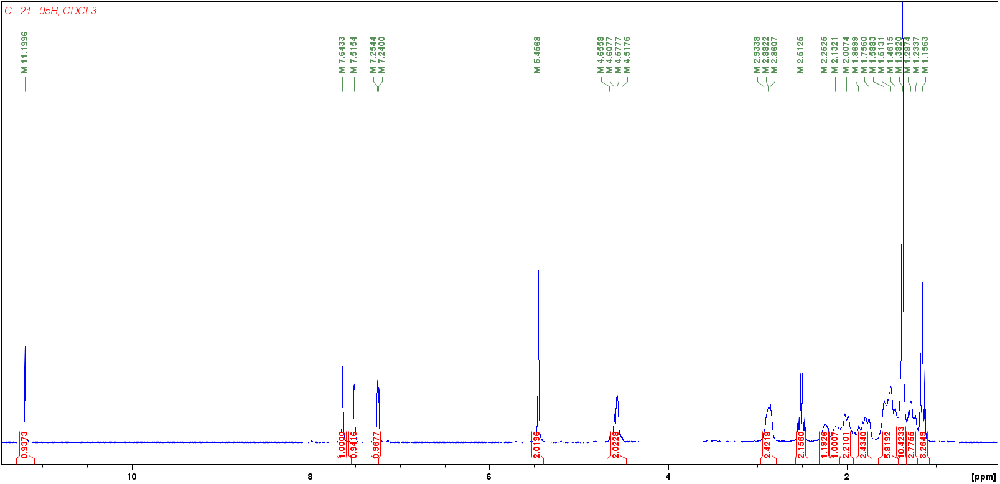 C - 21 - 05H; CDCL3
M 11.1996
M 7.6433
M 7.5154
M 7.2544
M 7.2400
M 5.4568
M 4.6558
M 4.6077
M 4.5777
M 4.5176
M 2.9338
M 2.8822
M 2.8607
M 2.5125
M 2.2525
M 2.1321
M 2.0074
M 1.8699
M 1.7560
M 1.5883
M 1.5131
M 1.4615
M 1.3820
M 1.2874
M 1.2337
M 1.1563
0.9373
1.0000
0.9416
0.9677
2.0196
2.0228
2.4218
2.1560
1.1926
1.0007
2.2101
2.4340
5.8192
10.4233
2.7755
3.2649
10 8 6 4 2 [ppm]